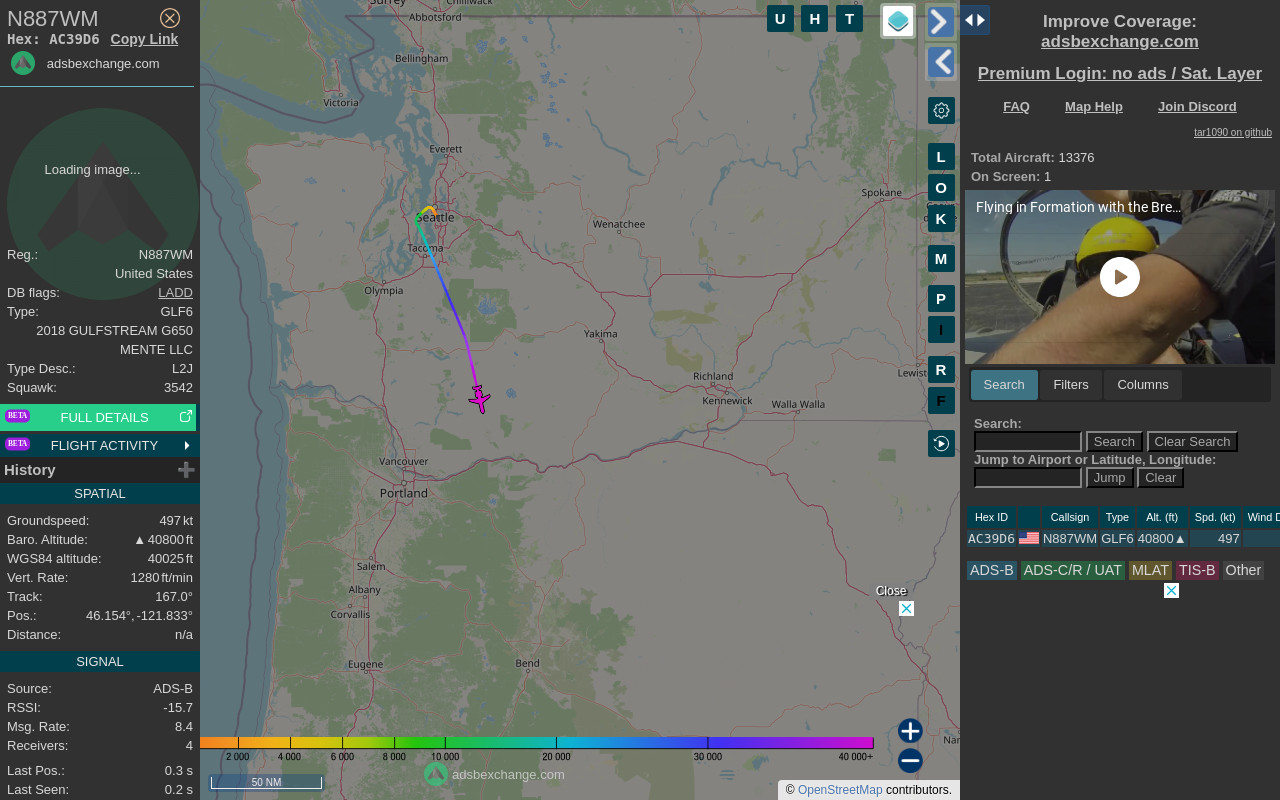 N887WM
Hex: AC39D6 Copy Link
adsbexchange.com
Loading image...
Reg.: N887WM
United States
DB flags: LADD
Type: GLF6
2018 GULFSTREAM G650
MENTE LLC
Type Desc.: L2J
Squawk: 3542
BETA FULL DETAILS
BETA FLIGHT ACTIVITY
History
SPATIAL
Groundspeed: 497 kt
Baro. Altitude: ▲ 40800 ft
WGS84 altitude: 40025 ft
Vert. Rate: 1280 ft/min
Track: 167.0°
Pos.: 46.154°, -121.833°
Distance: n/a
SIGNAL
Source: ADS-B
RSSI: -15.7
Msg. Rate: 8.4
Receivers: 4
Last Pos.: 0.3 s
Last Seen: 0.2 s
Surrey
Chilliwack
Abbotsford
Bellingham
Victoria
Everett
Seattle
Spokane
Wenatchee
Tacoma
Olympia
Yakima
Richland
Kennewick
Walla Walla
Lewist
Vancouver
Portland
Salem
Albany
Corvallis
Eugene
Bend
Nar
U H T
L
O
K
M
P
I
R
F
Close
2 000 4 000 6 000 8 000 10 000 20 000 30 000 40 000+
50 NM
adsbexchange.com
© OpenStreetMap contributors.
Improve Coverage:
adsbexchange.com
Premium Login: no ads / Sat. Layer
FAQ Map Help Join Discord
tar1090 on github
Total Aircraft: 13376
On Screen: 1
Flying in Formation with the Bre...
Search Filters Columns
Search:
Search Clear Search
Jump to Airport or Latitude, Longitude:
Jump Clear
Hex ID Callsign Type Alt. (ft) Spd. (kt) Wind D
AC39D6 N887WM GLF6 40800▲ 497
ADS-B ADS-C/R / UAT MLAT TIS-B Other